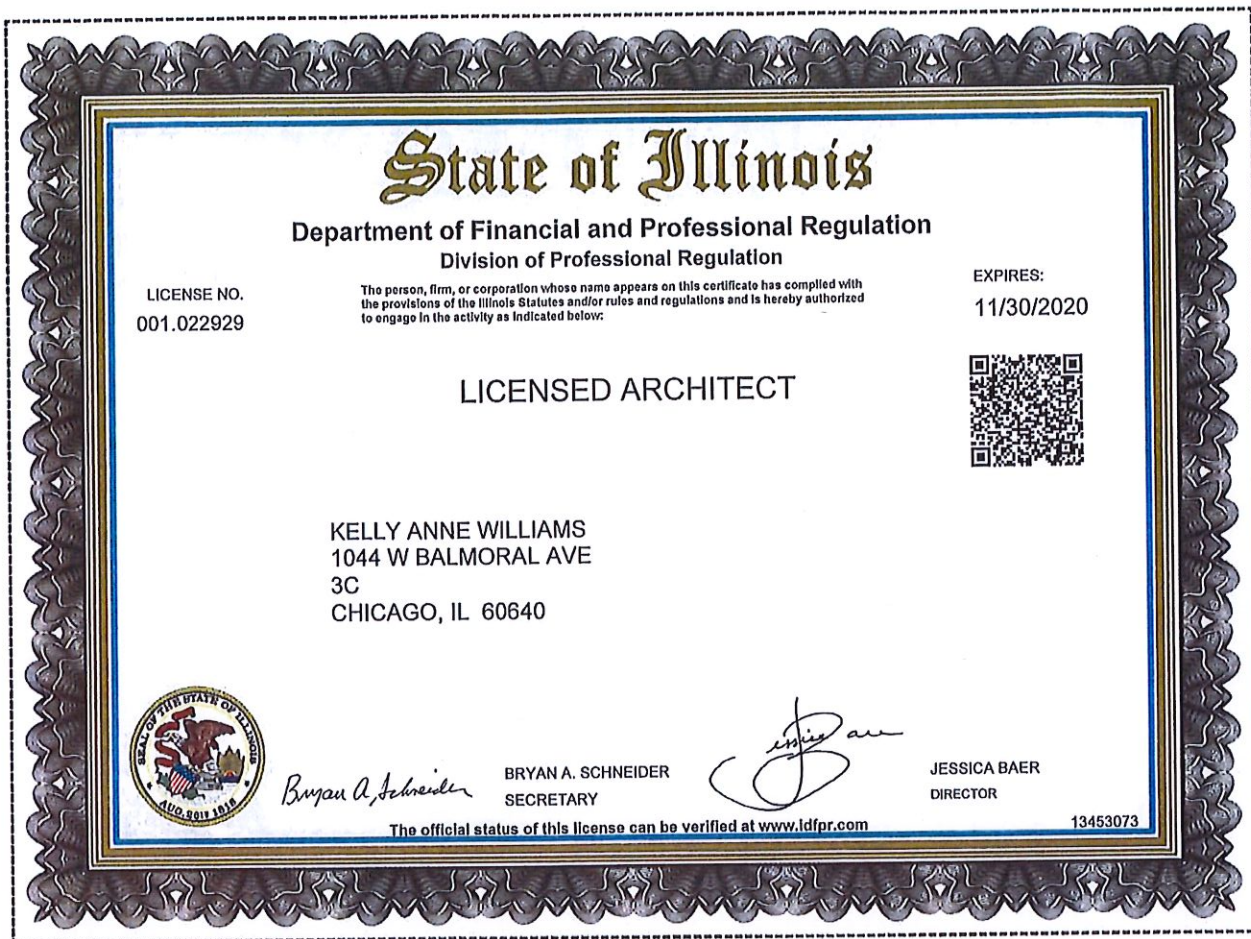 State of Illinois
Department of Financial and Professional Regulation
Division of Professional Regulation
LICENSE NO.
001.022929
The person, firm, or corporation whose name appears on this certificate has complied with
the provisions of the Illinois Statutes and/or rules and regulations and is hereby authorized
to engage in the activity as indicated below:
EXPIRES:
11/30/2020
LICENSED ARCHITECT
KELLY ANNE WILLIAMS
1044 W BALMORAL AVE
3C
CHICAGO, IL 60640
SEAL OF THE STATE OF ILLINOIS
Bryan A. Schneider
BRYAN A. SCHNEIDER
SECRETARY
JESSICA BAER
DIRECTOR
The official status of this license can be verified at www.idfpr.com
13453073